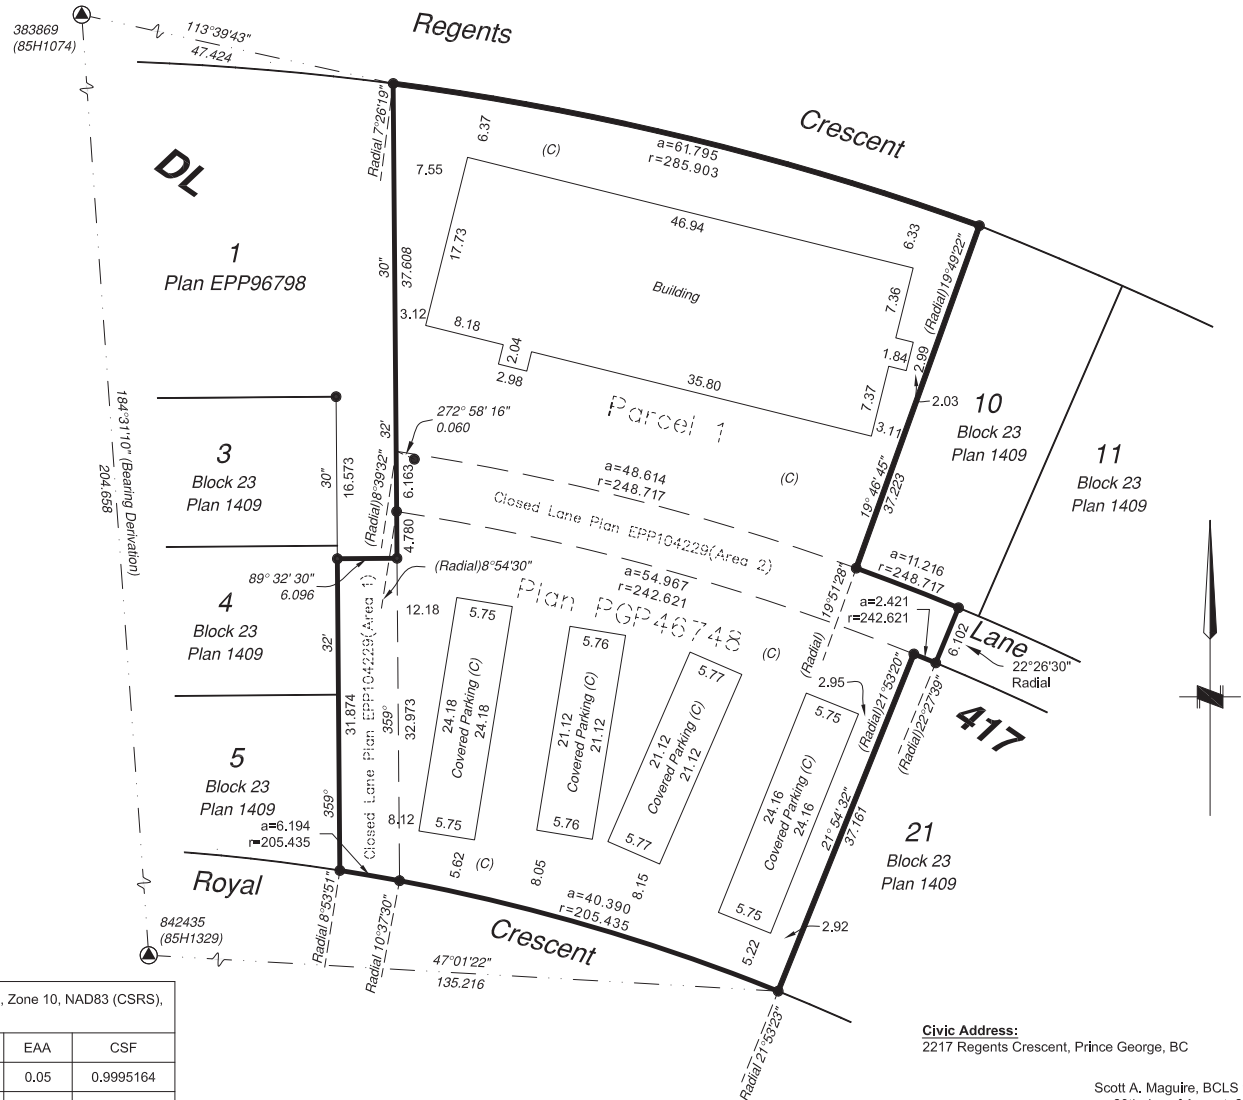 383869
(85H1074)
113°39'43"
47.424
Regents
Crescent
DL
1
Plan EPP96798
Radial 7°26'19"
6.37
(C)
a=61.795
r=285.903
7.55
46.94
6.33
17.73
30"
37.608
Building
7.36
(Radial)19°49'22"
3.12
8.18
2.04
2.98
35.80
1.84
2.99
7.37
2.03
3.11
10
Block 23
Plan 1409
11
Block 23
Plan 1409
184°31'10" (Bearing Derivation)
204.658
3
Block 23
Plan 1409
30"
16.573
32'
272° 58' 16"
0.060
Parcel 1
(Radial)8°39'32"
6.163
a=48.614
r=248.717
(C)
19° 46' 45"
37.223
Closed Lane Plan EPP104229(Area 2)
4.780
89° 32' 30"
6.096
(Radial)8°54'30"
a=54.967
r=242.621
a=11.216
r=248.717
19°51'28"
(Radial)
a=2.421
r=242.621
Lane
6.102
22°26'30"
Radial
4
Block 23
Plan 1409
32'
31.874
359°
Closed Lane Plan EPP104229(Area 1)
359°
32.973
12.18
Plan PGP46748
(C)
5.75
24.18
Covered Parking (C)
24.18
5.75
5.76
21.12
Covered Parking (C)
21.12
5.76
5.77
21.12
Covered Parking (C)
21.12
5.77
2.95
5.75
24.16
Covered Parking (C)
24.16
5.75
(Radial)21°53'20"
(Radial)22°27'39"
417
5
Block 23
Plan 1409
a=6.194
r=205.435
8.12
21° 54' 32"
37.161
21
Block 23
Plan 1409
Royal
Crescent
5.62
(C)
8.05
8.15
a=40.390
r=205.435
5.22
2.92
Radial 8°53'51"
Radial 10°37'30"
842435
(85H1329)
47°01'22"
135.216
Radial 21°53'23"
, Zone 10, NAD83 (CSRS),
EAA CSF
0.05 0.9995164
Civic Address:
2217 Regents Crescent, Prince George, BC
Scott A. Maguire, BCLS